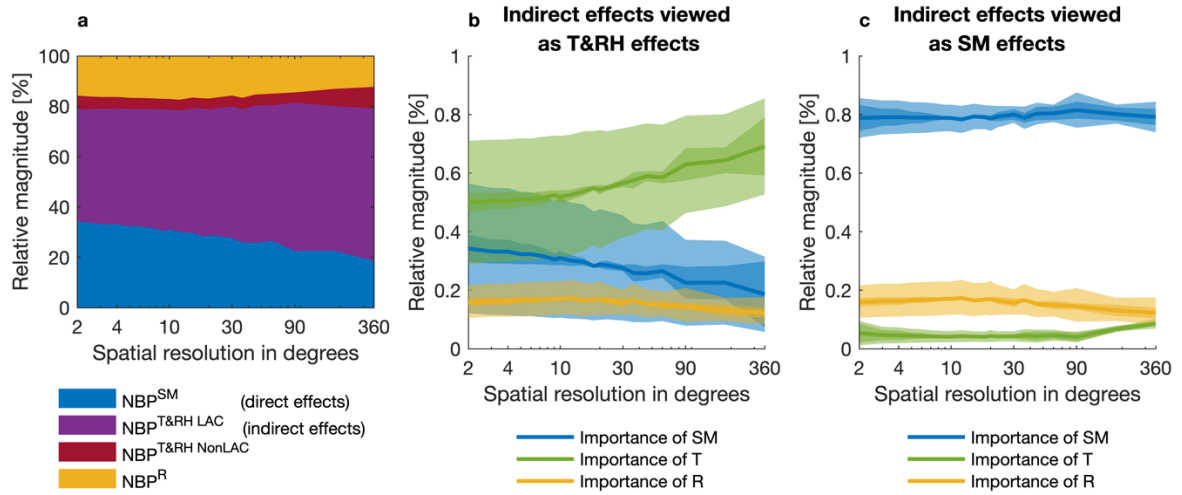 a
Relative magnitude [%]
100
80
60
40
20
0
2 4 10 30 90 360
Spatial resolution in degrees
NBP^SM (direct effects)
NBP^T&RH LAC (indirect effects)
NBP^T&RH NonLAC
NBP^R
b Indirect effects viewed
as T&RH effects
Relative magnitude [%]
1
0.8
0.6
0.4
0.2
0
2 4 10 30 90 360
Spatial resolution in degrees
Importance of SM
Importance of T
Importance of R
c Indirect effects viewed
as SM effects
Relative magnitude [%]
1
0.8
0.6
0.4
0.2
0
2 4 10 30 90 360
Spatial resolution in degrees
Importance of SM
Importance of T
Importance of R